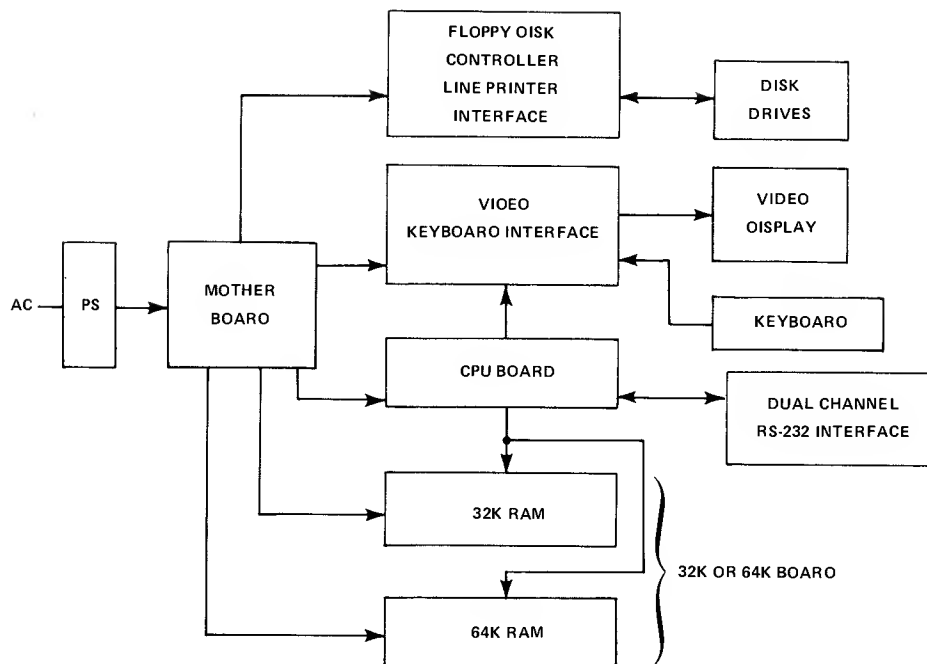 FLOPPY OISK
CONTROLLER
LINE PRINTER
INTERFACE
DISK
DRIVES
VIOEO
KEYBOARO INTERFACE
VIDEO
OISPLAY
AC
PS
MOTHER
BOARO
KEYBOARO
CPU BOARD
DUAL CHANNEL
RS-232 INTERFACE
32K RAM
32K OR 64K BOARO
64K RAM